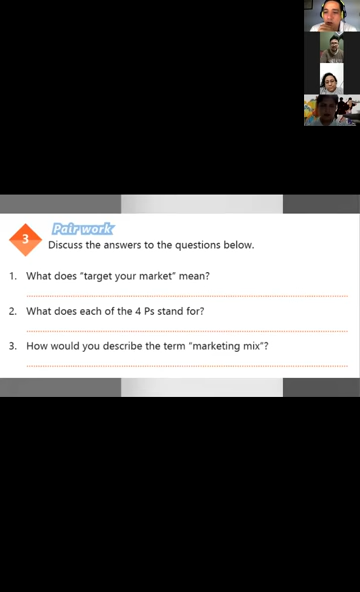 3
Pair work
Discuss the answers to the questions below.
1. What does “target your market” mean?
2. What does each of the 4 Ps stand for?
3. How would you describe the term “marketing mix”?